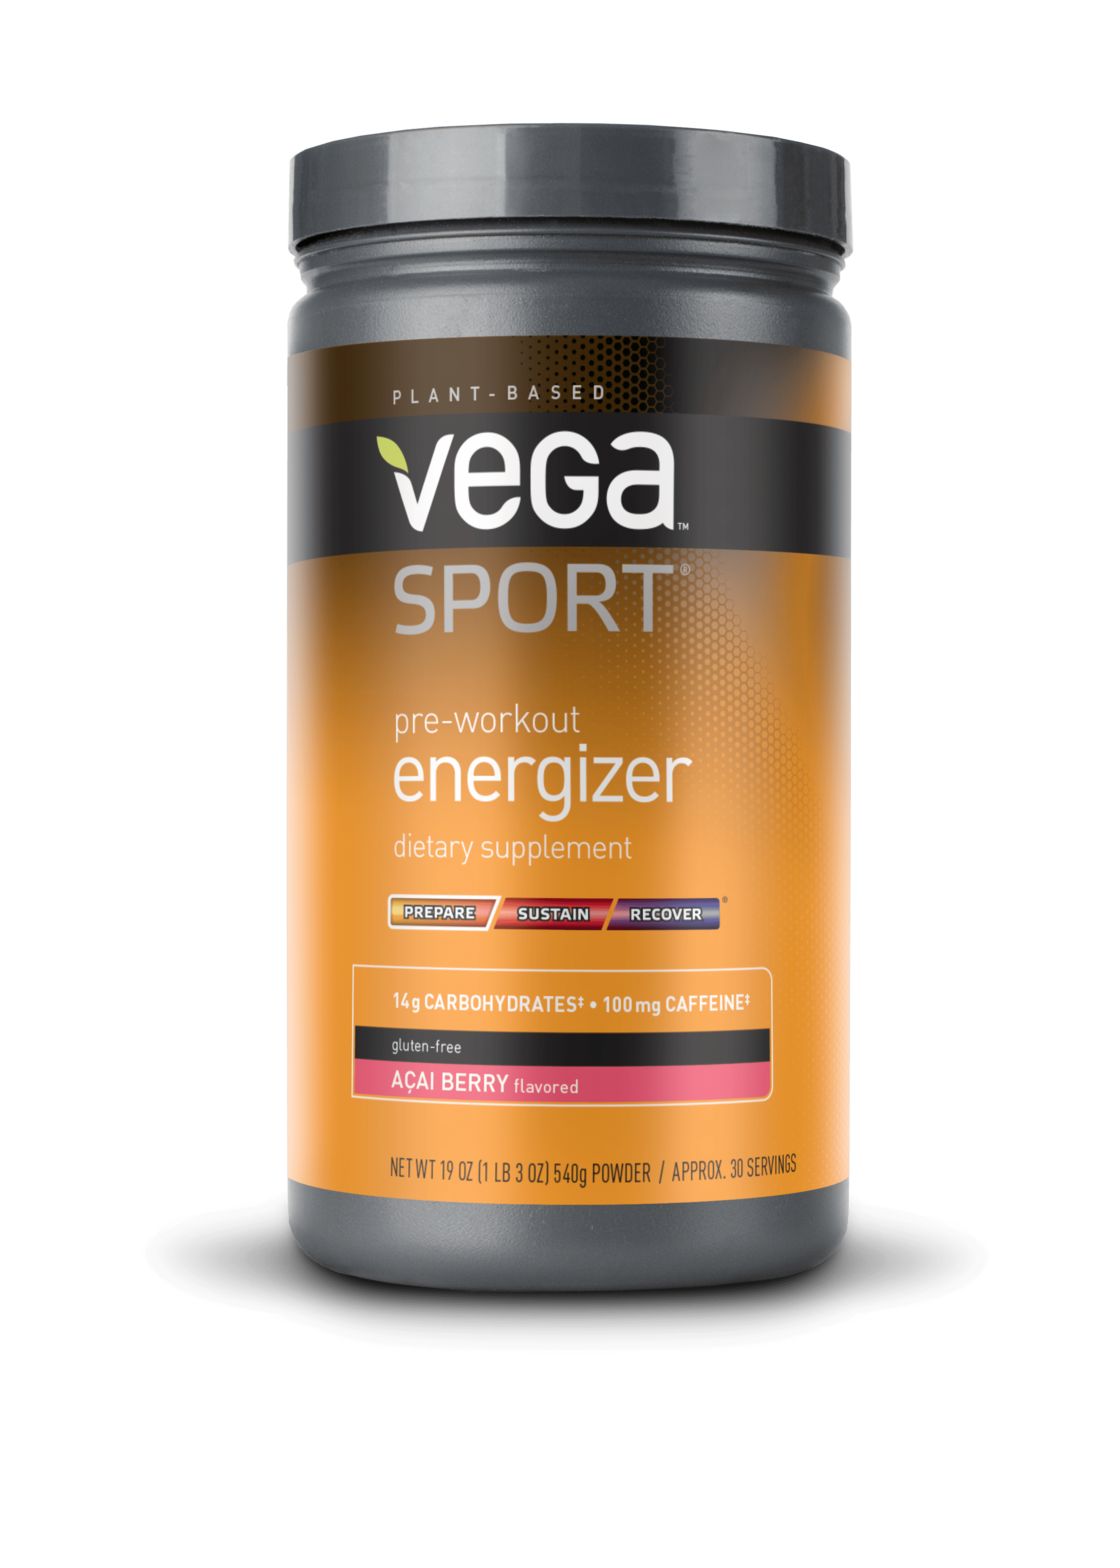 PLANT-BASED
vega™
SPORT®
pre-workout
energizer
dietary supplement
PREPARE SUSTAIN RECOVER®
14g CARBOHYDRATES‡ • 100mg CAFFEINE‡
gluten-free
AÇAI BERRY flavored
NET WT 19 OZ (1 LB 3 OZ) 540g POWDER / APPROX. 30 SERVINGS